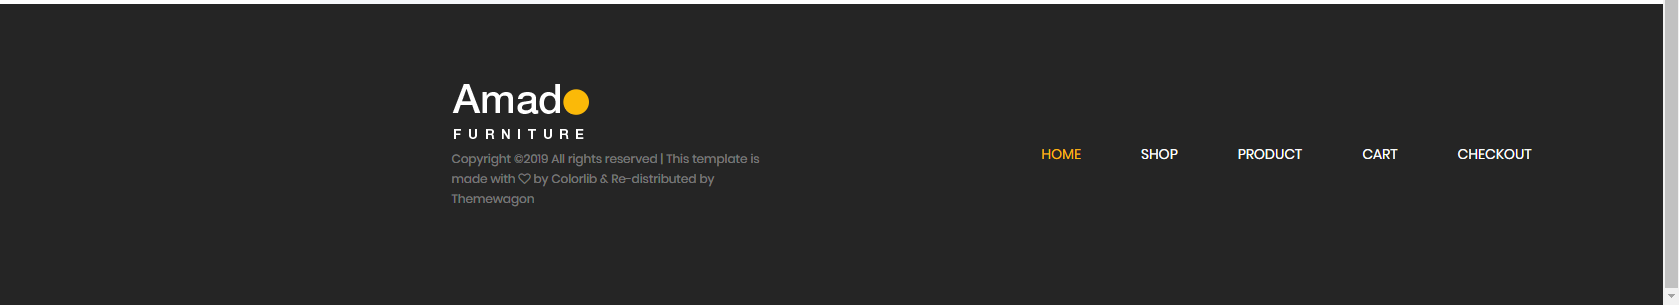 Amado
FURNITURE
Copyright ©2019 All rights reserved | This template is
made with ♡ by Colorlib & Re-distributed by
Themewagon
HOME SHOP PRODUCT CART CHECKOUT